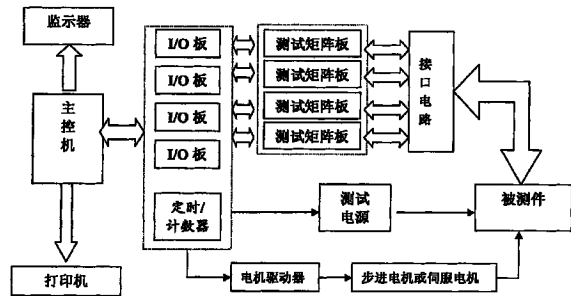 监示器
主控机
打印机
I/O 板
I/O 板
I/O 板
I/O 板
定时/
计数器
测试矩阵板
测试矩阵板
测试矩阵板
测试矩阵板
接口电路
测试
电源
被测件
电机驱动器
步进电机或伺服电机